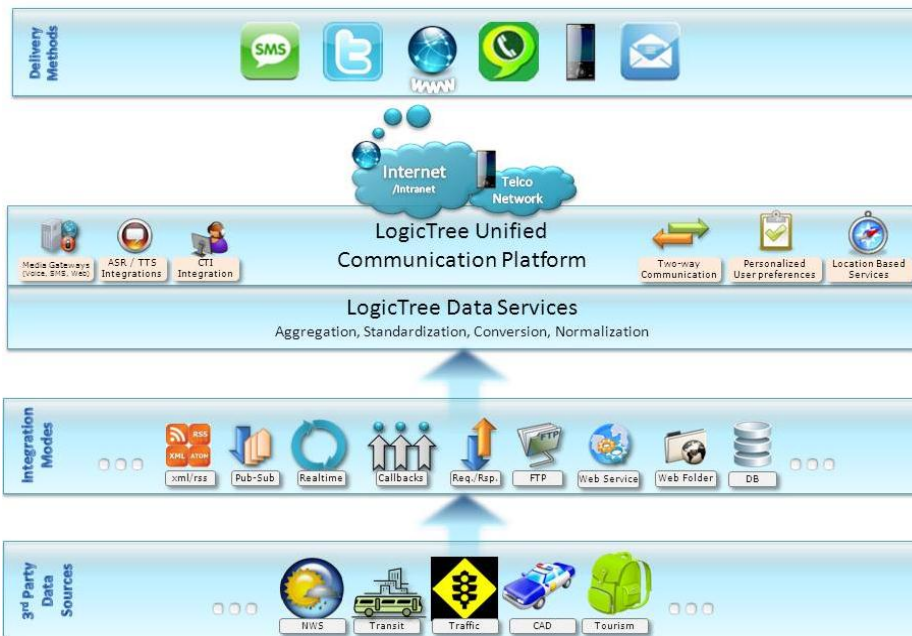 Delivery
Methods
SMS
WWW
Internet
/Intranet
Telco
Network
LogicTree Unified
Communication Platform
Media Gateways
(Voice, SMS, Web)
ASR / TTS
Integrations
CTI
Integration
Two-way
Communication
Personalized
User preferences
Location Based
Services
LogicTree Data Services
Aggregation, Standardization, Conversion, Normalization
Integration
Modes
RSS
XML
ATOM
FTP
xml/rss
Pub-Sub
Realtime
Callbacks
Req./Rsp.
FTP
Web Service
Web Folder
DB
3rd Party
Data
Sources
NWS
Transit
Traffic
CAD
Tourism